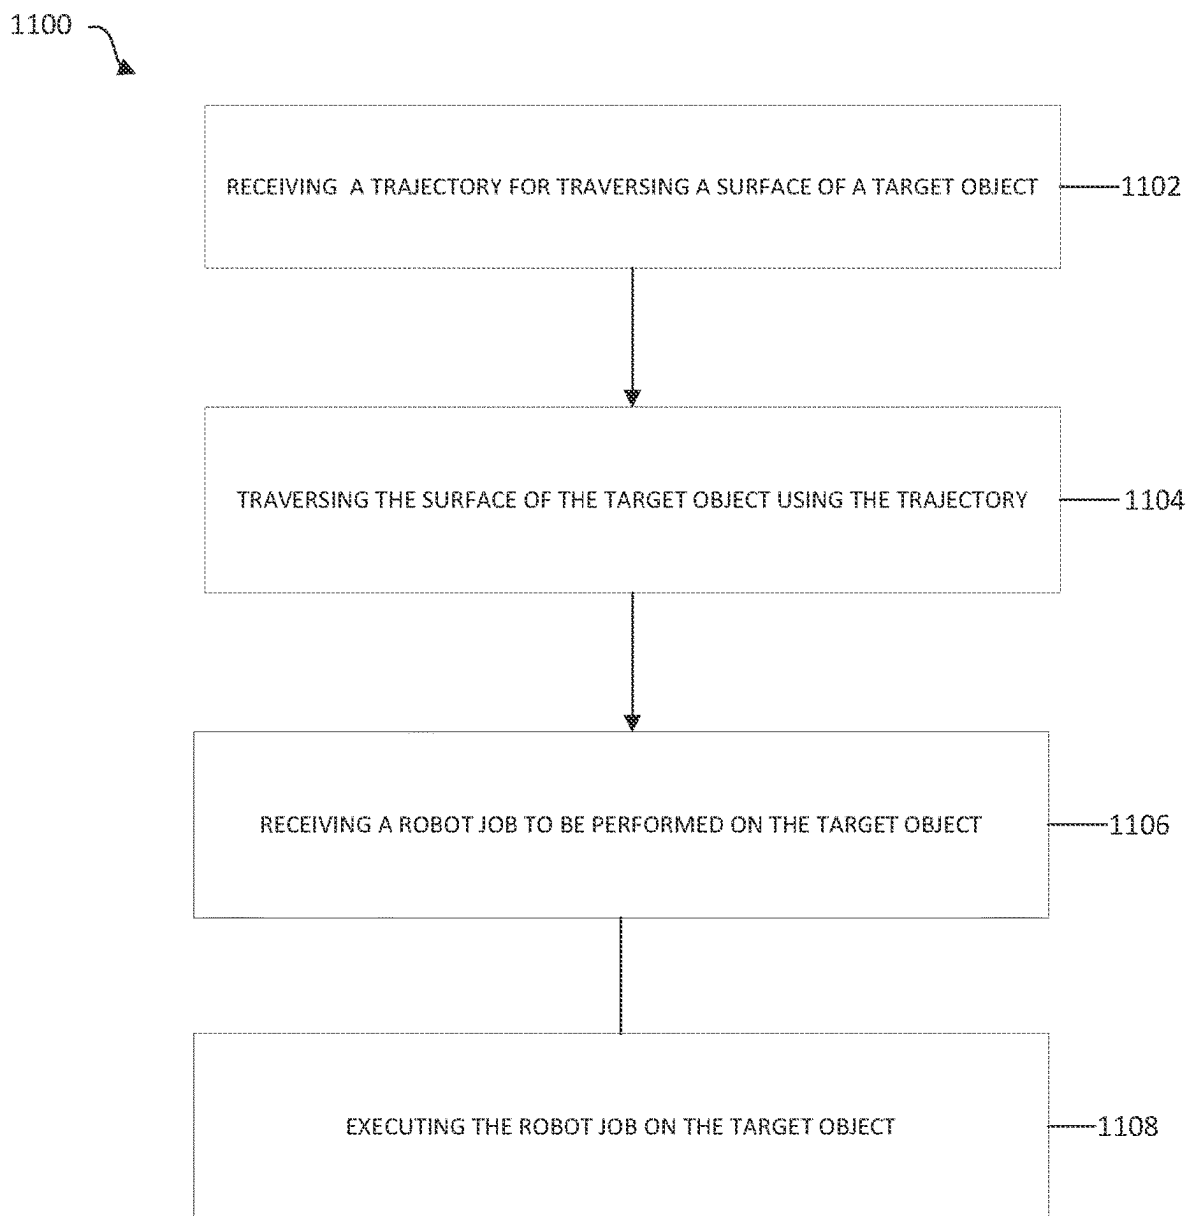 1100
RECEIVING A TRAJECTORY FOR TRAVERSING A SURFACE OF A TARGET OBJECT
1102
TRAVERSING THE SURFACE OF THE TARGET OBJECT USING THE TRAJECTORY
1104
RECEIVING A ROBOT JOB TO BE PERFORMED ON THE TARGET OBJECT
1106
EXECUTING THE ROBOT JOB ON THE TARGET OBJECT
1108